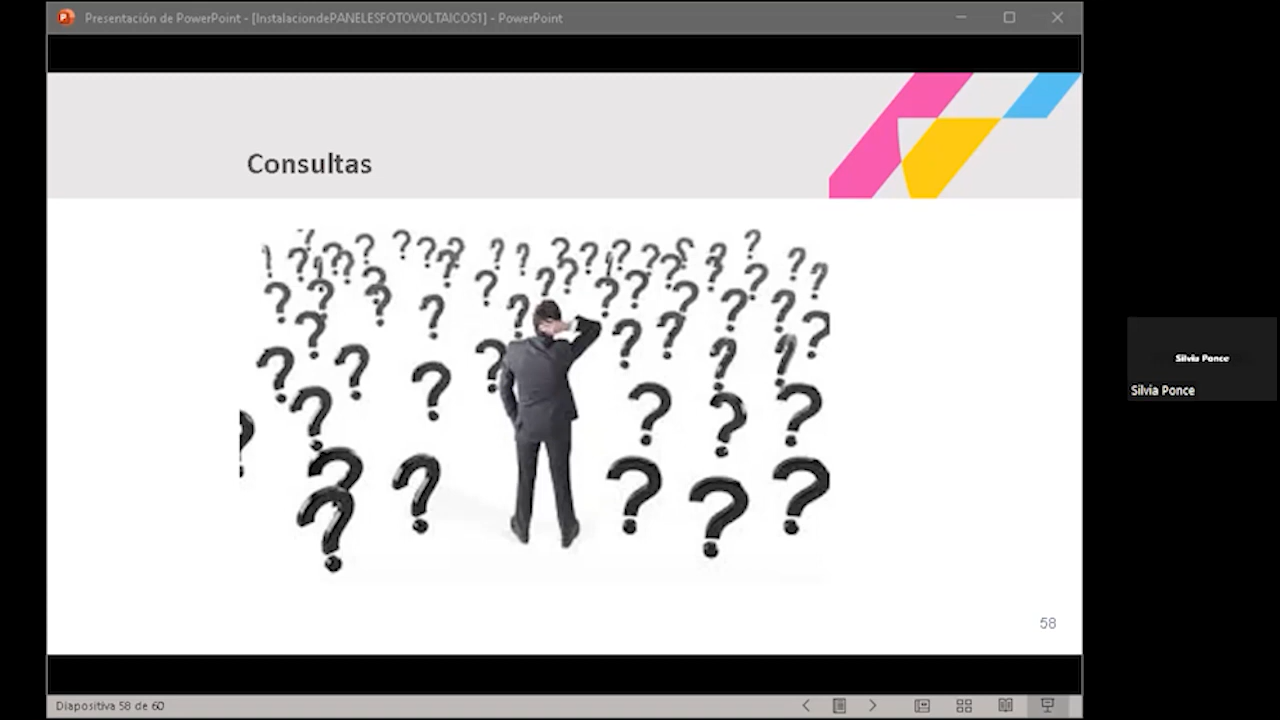 Presentación de PowerPoint - [InstalaciondePANELESFOTOVOLTAICOS1] - PowerPoint
Consultas
Silvia Ponce
Silvia Ponce
58
Diapositiva 58 de 60